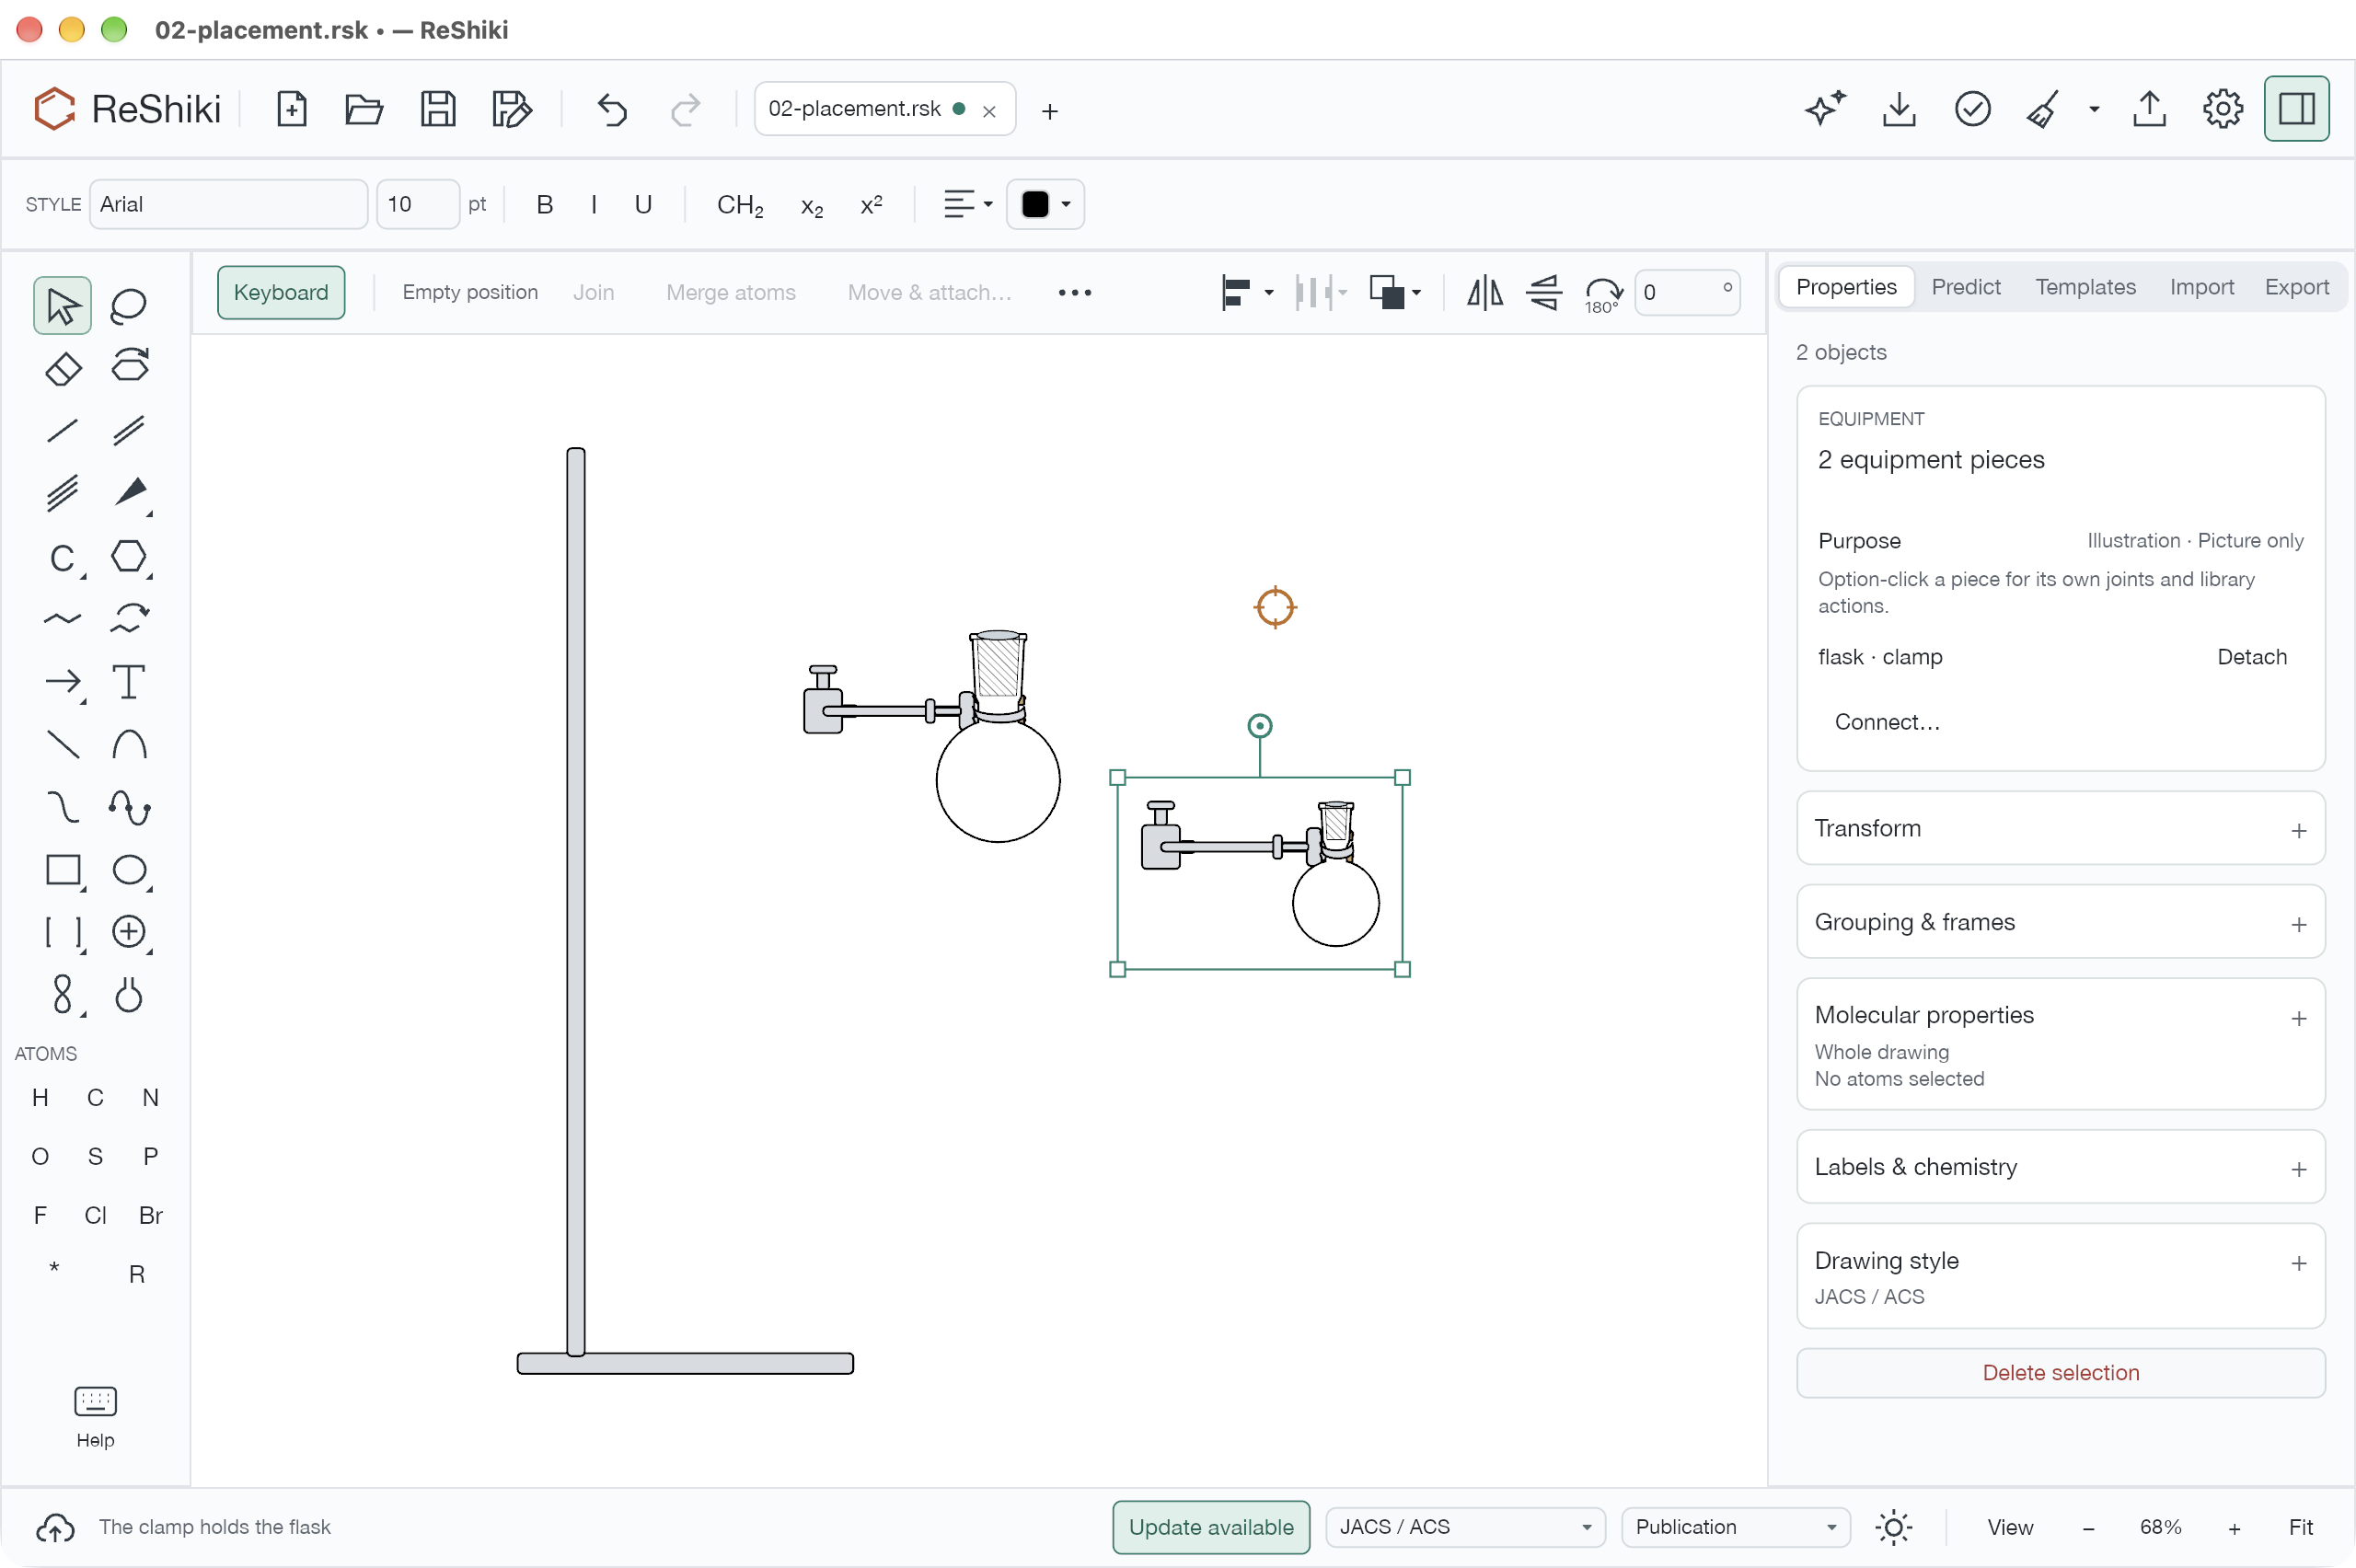 02-placement.rsk • — ReShiki
ReShiki
02-placement.rsk
STYLE Arial 10 pt B I U CH₂ x₂ x²
Keyboard Empty position Join Merge atoms Move & attach... 180° 0 °
Properties Predict Templates Import Export
2 objects
EQUIPMENT
2 equipment pieces
Purpose Illustration · Picture only
Option-click a piece for its own joints and library
actions.
flask · clamp Detach
Connect...
Transform +
Grouping & frames +
Molecular properties +
Whole drawing
No atoms selected
Labels & chemistry +
Drawing style +
JACS / ACS
Delete selection
C
T
[ ]
ATOMS
H C N
O S P
F Cl Br
* R
Help
The clamp holds the flask
Update available JACS / ACS Publication View − 68% + Fit